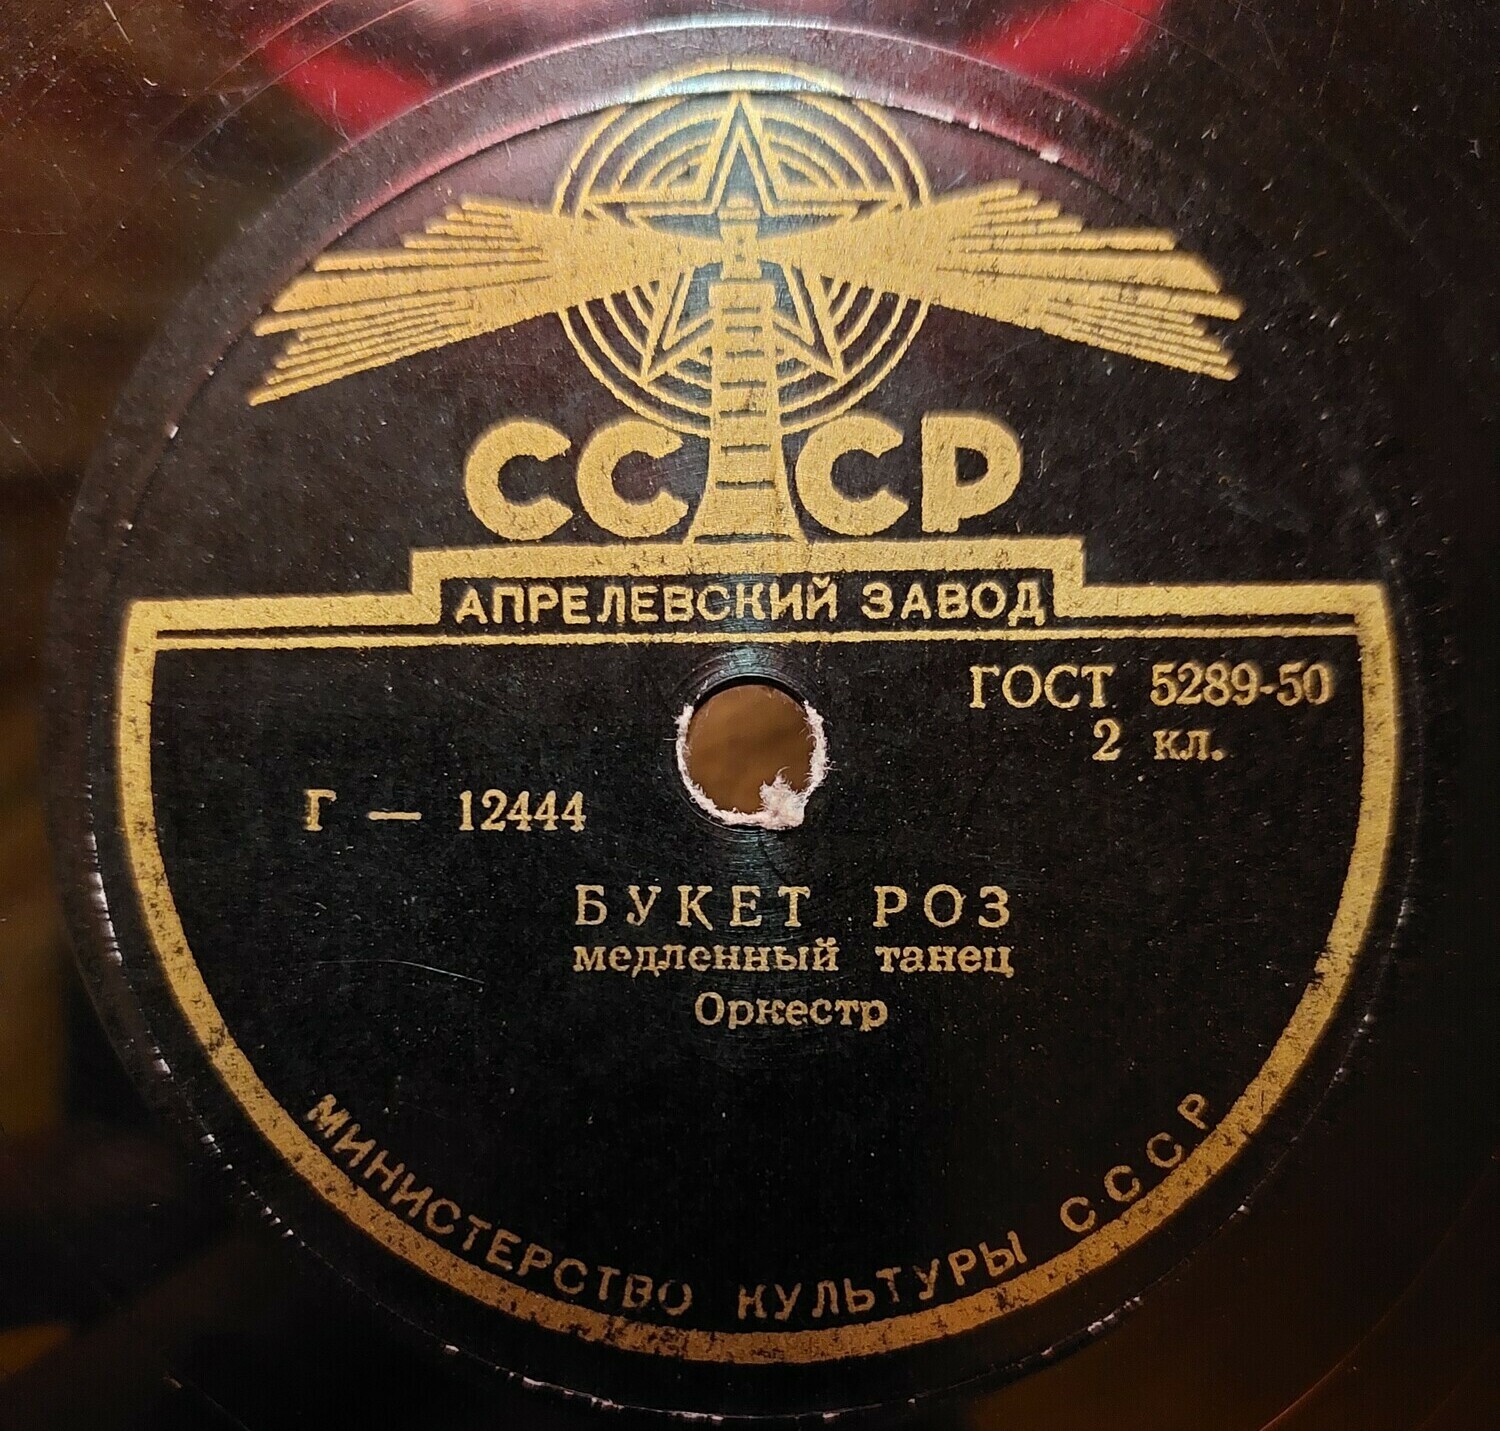 СССР
АПРЕЛЕВСКИЙ ЗАВОД
ГОСТ 5289-50
2 кл.
Г — 12444
БУКЕТ РОЗ
медленный танец
Оркестр
МИНИСТЕРСТВО КУЛЬТУРЫ СССР